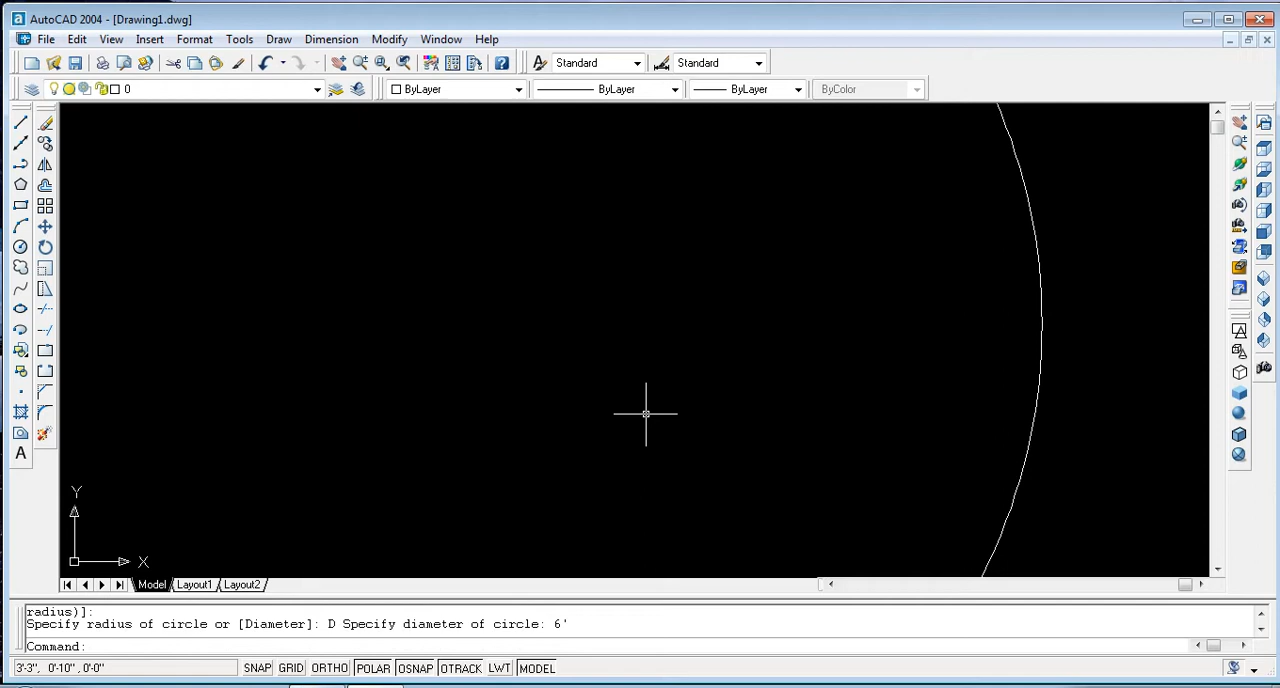 AutoCAD 2004 - [Drawing1.dwg]
File Edit View Insert Format Tools Draw Dimension Modify Window Help
Standard Standard
0 ByLayer ByLayer ByLayer ByColor
A
Y
X
Model Layout1 Layout2
radius)]:
Specify radius of circle or [Diameter]: D Specify diameter of circle: 6'
Command:
3'-3", 0'-10", 0'-0" SNAP GRID ORTHO POLAR OSNAP OTRACK LWT MODEL